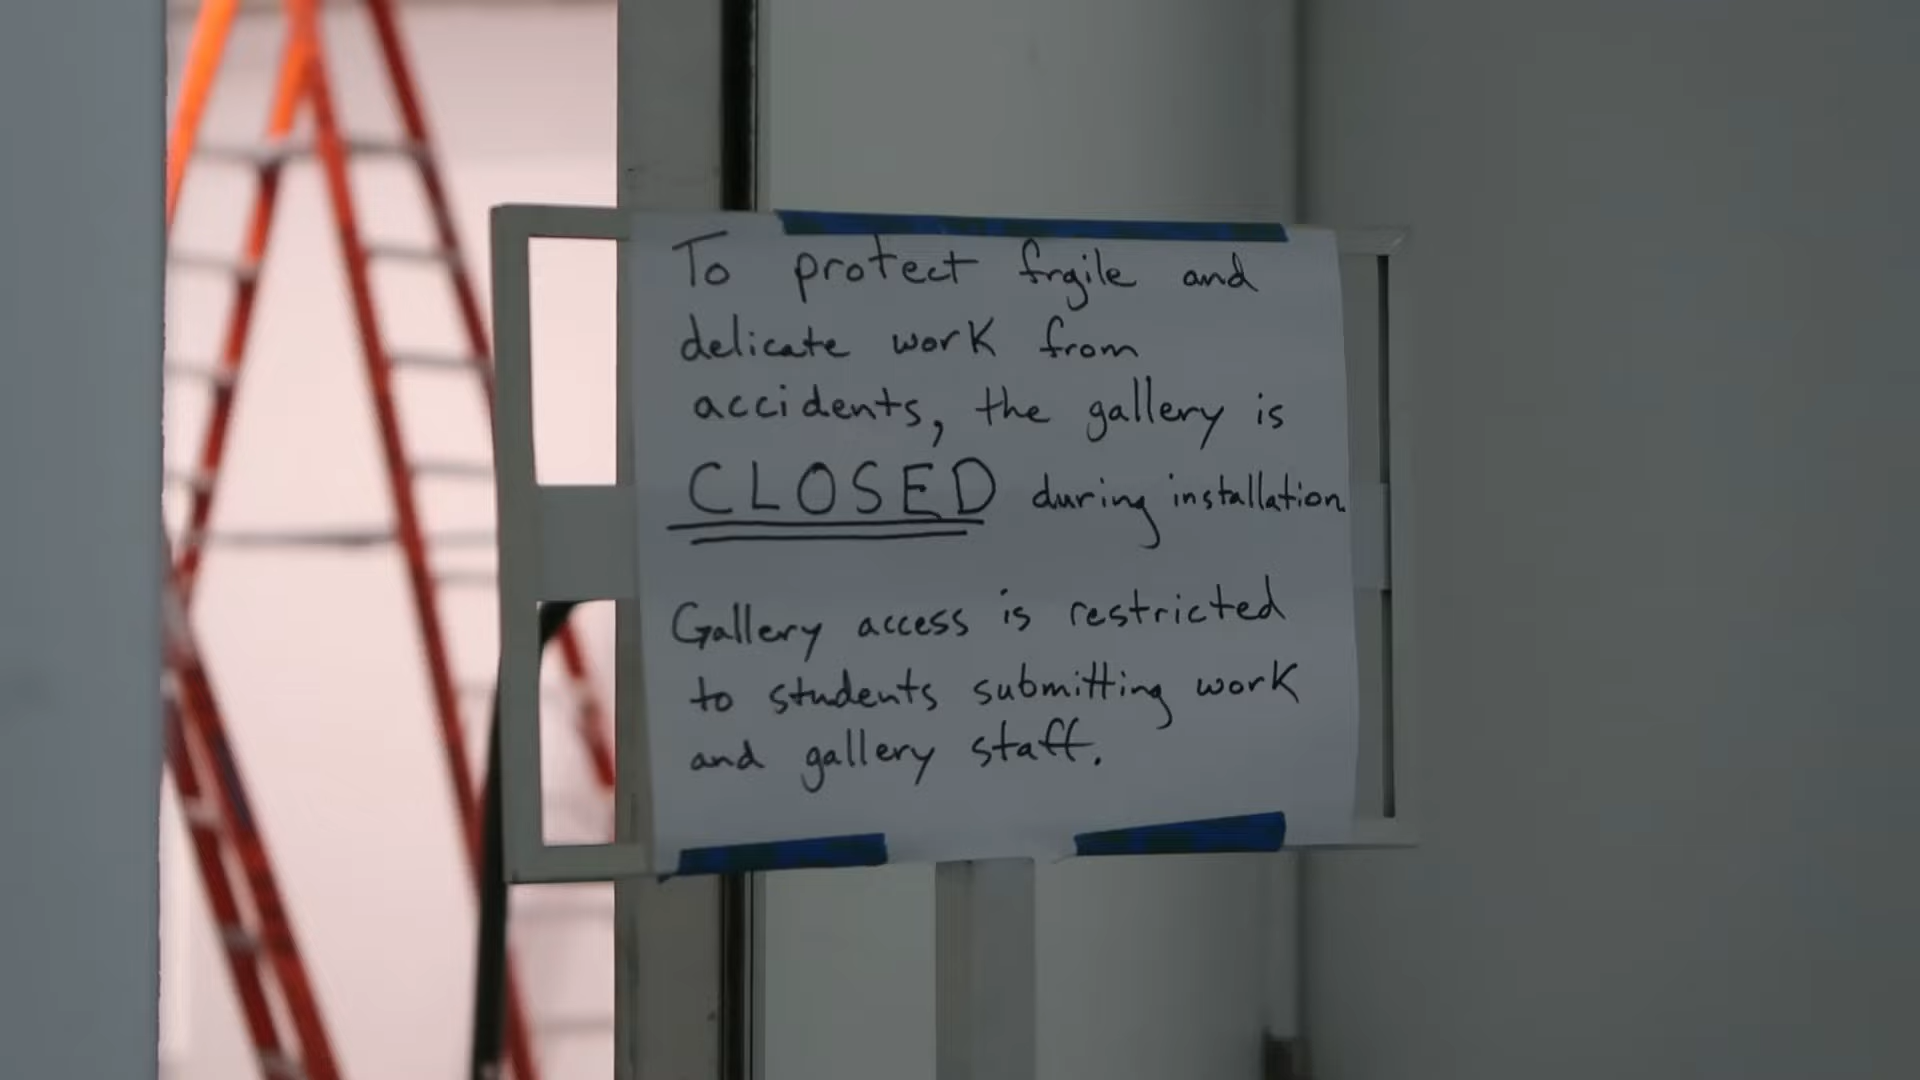 To protect frgile and
delicate work from
accidents, the gallery is
CLOSED during installation.
Gallery access is restricted
to students submitting work
and gallery staff.